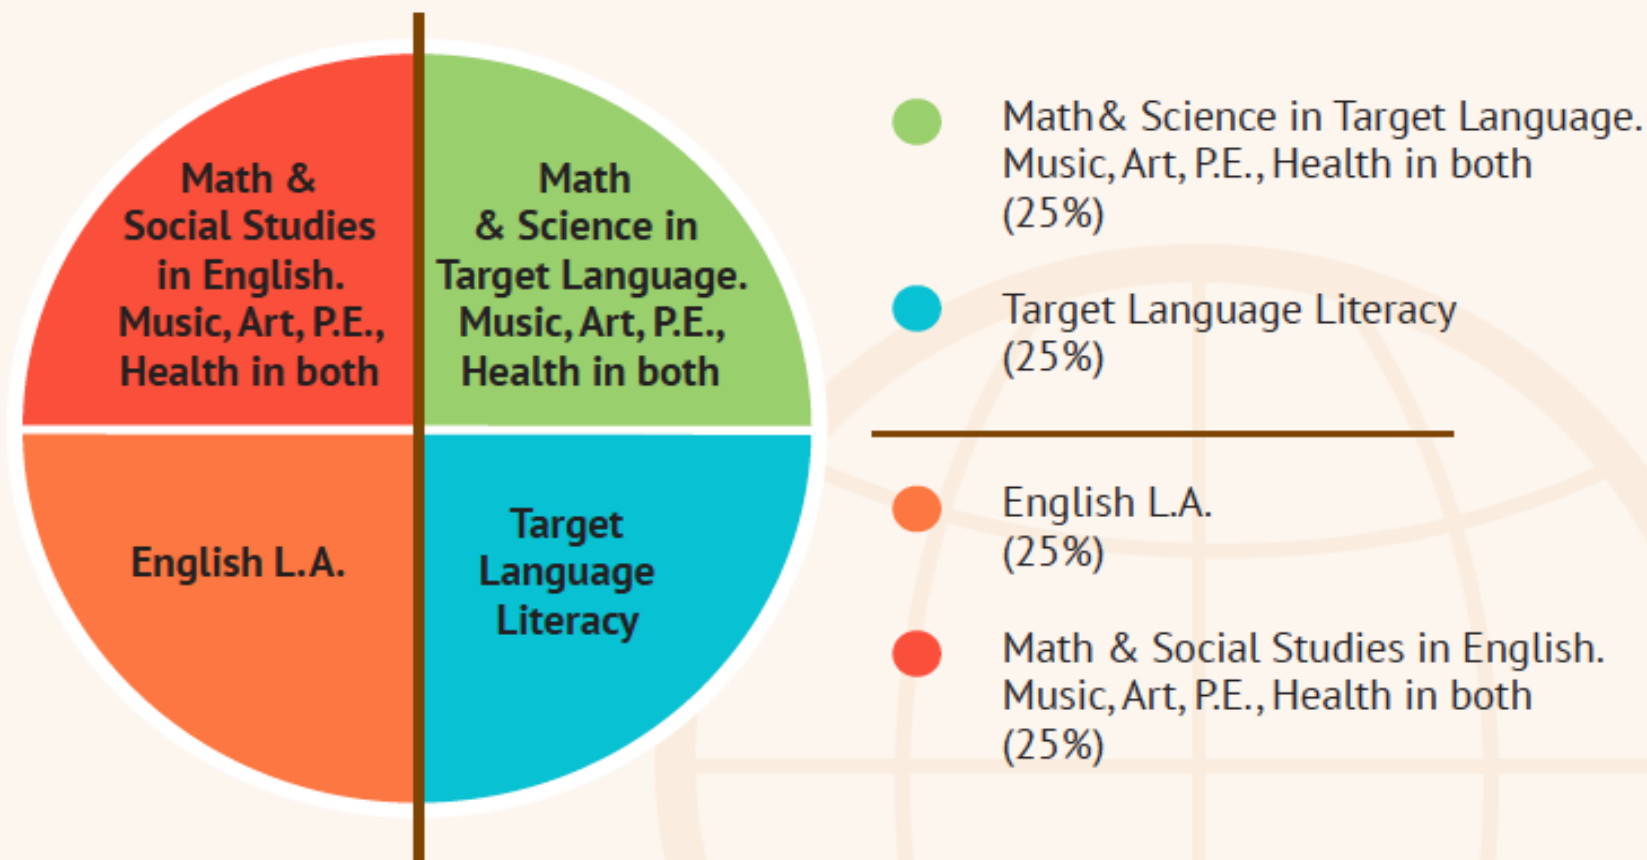 Math &
Social Studies
in English.
Music, Art, P.E.,
Health in both
Math
& Science in
Target Language.
Music, Art, P.E.,
Health in both
English L.A.
Target
Language
Literacy
Math& Science in Target Language.
Music, Art, P.E., Health in both
(25%)
Target Language Literacy
(25%)
English L.A.
(25%)
Math & Social Studies in English.
Music, Art, P.E., Health in both
(25%)